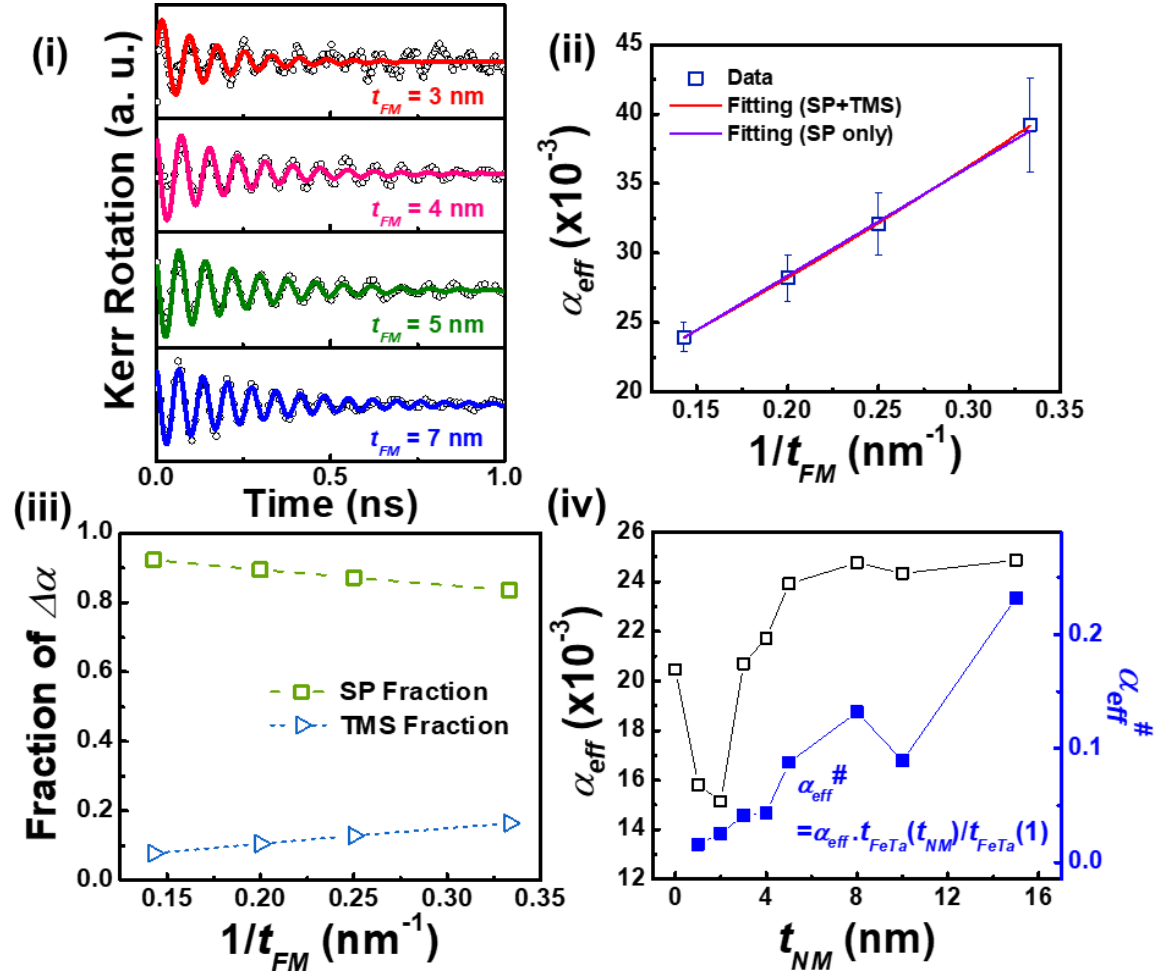 (i)
Kerr Rotation (a. u.)
t_FM = 3 nm
t_FM = 4 nm
t_FM = 5 nm
t_FM = 7 nm
0.0 0.5 1.0
Time (ns)
(ii)
α_eff (x10⁻³)
45
40
35
30
25
20
Data
Fitting (SP+TMS)
Fitting (SP only)
0.15 0.20 0.25 0.30 0.35
1/t_FM (nm⁻¹)
(iii)
Fraction of Δα
1.0
0.8
0.6
0.4
0.2
0.0
SP Fraction
TMS Fraction
0.15 0.20 0.25 0.30 0.35
1/t_FM (nm⁻¹)
(iv)
α_eff (x10⁻³)
26
24
22
20
18
16
14
12
α_eff#
=α_eff.t_FeTa(t_NM)/t_FeTa(1)
0.2
0.1
0.0
α_eff#
0 4 8 12 16
t_NM (nm)